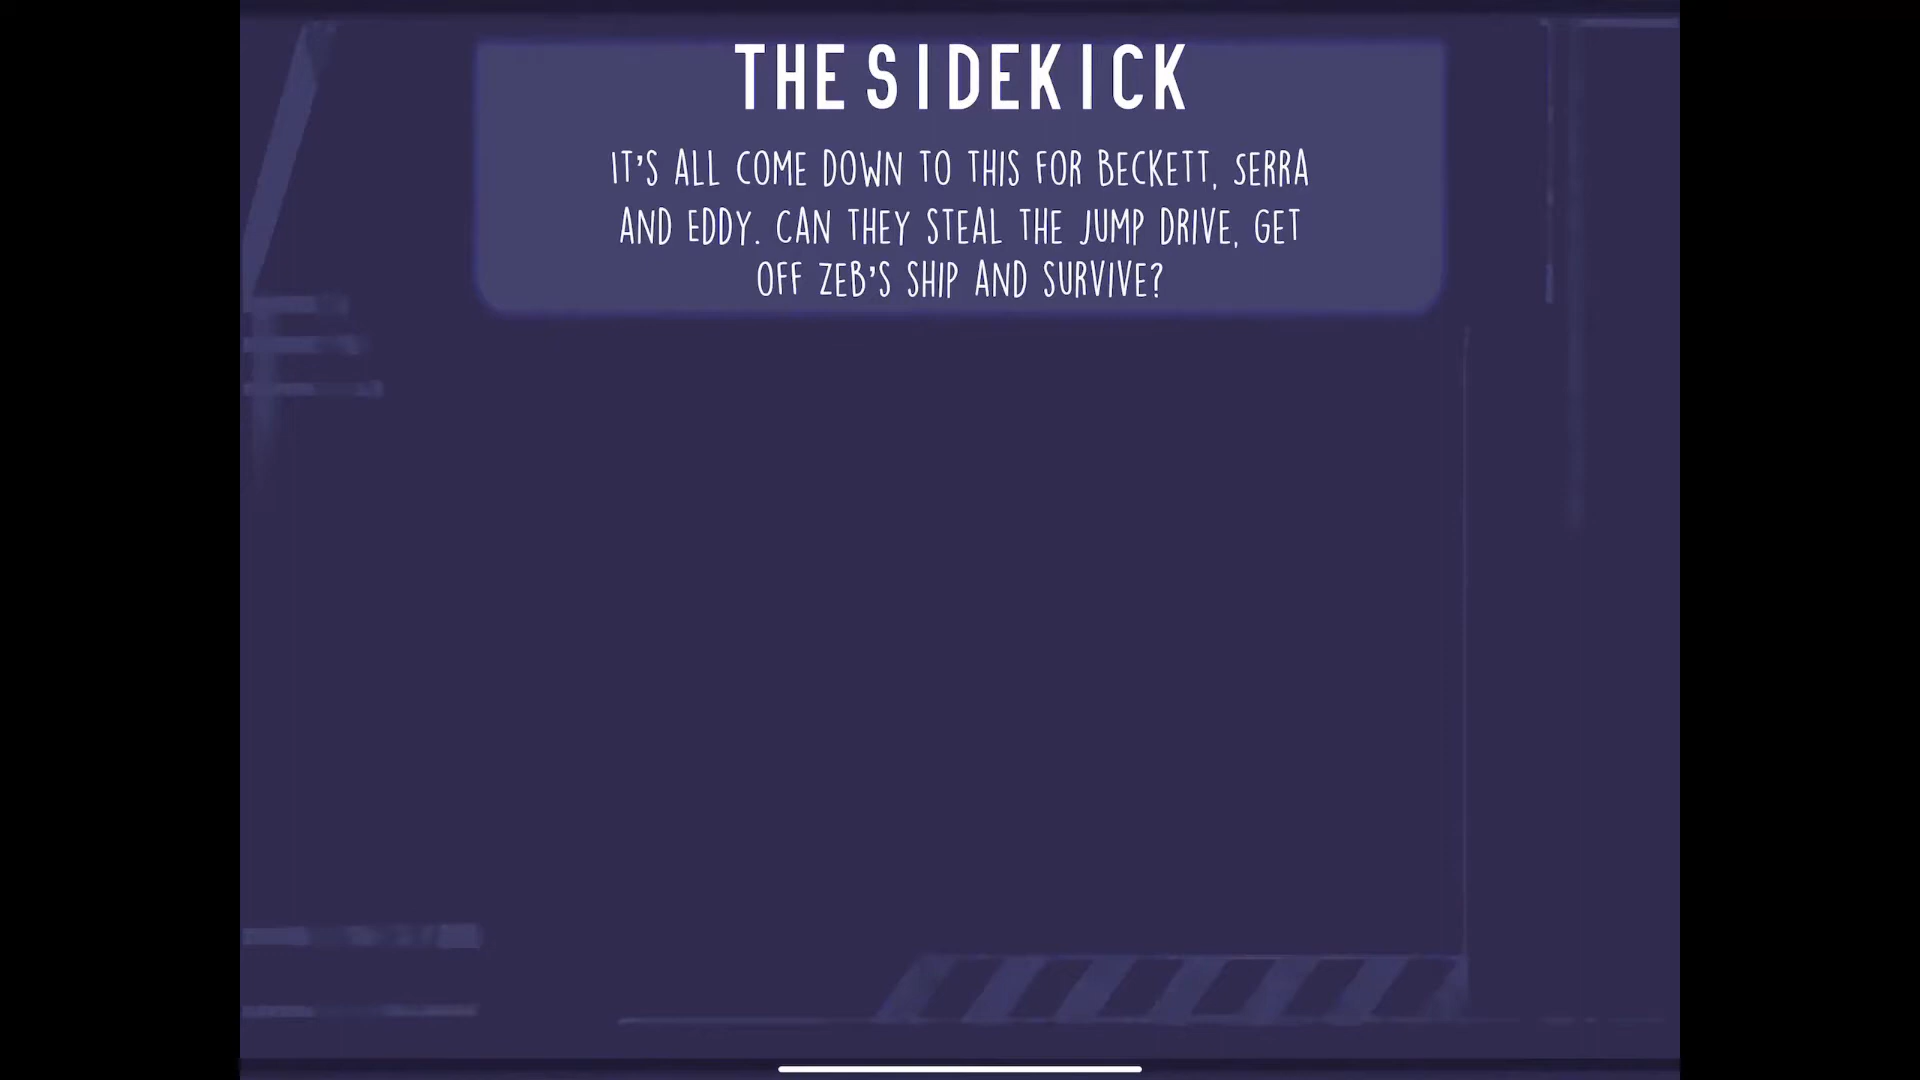 THE SIDEKICK
IT'S ALL COME DOWN TO THIS FOR BECKETT, SERRA
AND EDDY. CAN THEY STEAL THE JUMP DRIVE, GET
OFF ZEB'S SHIP AND SURVIVE?